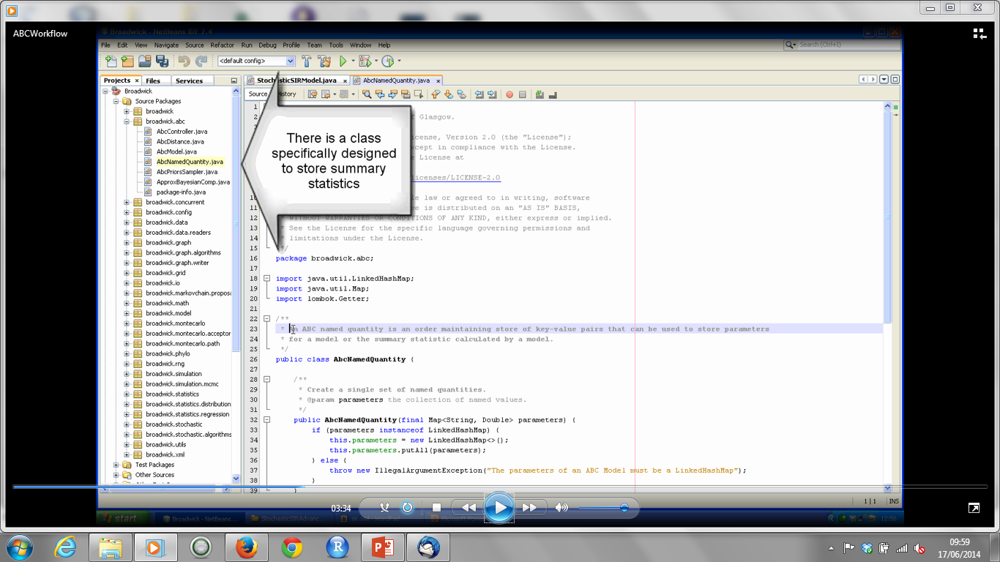 ABCWorkflow
Broadwick - NetBeans IDE 7.4
File Edit View Navigate Source Refactor Run Debug Profile Team Tools Window Help
Search (Ctrl+I)
<default config>
Projects × Files Services
StochasticSIRModel.java × AbcNamedQuantity.java ×
Source History
Broadwick
Source Packages
broadwick
broadwick.abc
AbcController.java
AbcDistance.java
AbcModel.java
AbcNamedQuantity.java
AbcPriorsSampler.java
ApproxBayesianComp.java
package-info.java
broadwick.concurrent
broadwick.config
broadwick.data
broadwick.data.readers
broadwick.graph
broadwick.graph.algorithms
broadwick.graph.writer
broadwick.grid
broadwick.io
broadwick.markovchain.proposa
broadwick.math
broadwick.model
broadwick.montecarlo
broadwick.montecarlo.acceptor
broadwick.montecarlo.path
broadwick.phylo
broadwick.rng
broadwick.simulation
broadwick.simulation.mcmc
broadwick.statistics
broadwick.statistics.distribution
broadwick.statistics.regression
broadwick.stochastic
broadwick.stochastic.algorithms
broadwick.utils
broadwick.xml
Test Packages
Other Sources
There is a class
specifically designed
to store summary
statistics
1
2 of Glasgow.
3
icense, Version 2.0 (the "License");
xcept in compliance with the License.
e License at
icenses/LICENSE-2.0
10 le law or agreed to in writing, software
11 se is distributed on an "AS IS" BASIS,
12 * WITHOUT WARRANTIES OR CONDITIONS OF ANY KIND, either express or implied.
13 * See the License for the specific language governing permissions and
14 * limitations under the License.
15 */
16 package broadwick.abc;
17
18 import java.util.LinkedHashMap;
19 import java.util.Map;
20 import lombok.Getter;
21
22 /**
23 * An ABC named quantity is an order maintaining store of key-value pairs that can be used to store parameters
24 * for a model or the summary statistic calculated by a model.
25 */
26 public class AbcNamedQuantity {
27
28 /**
29 * Create a single set of named quantities.
30 * @param parameters the collection of named values.
31 */
32 public AbcNamedQuantity(final Map<String, Double> parameters) {
33 if (parameters instanceof LinkedHashMap) {
34 this.parameters = new LinkedHashMap<>();
35 this.parameters.putAll(parameters);
36 } else {
37 throw new IllegalArgumentException("The parameters of an ABC Model must be a LinkedHashMap");
38 }
39 }
1 | 1 INS
03:34
start Broadwick - NetBeans... StochasticSIR/Advanc... WordPad 12:56
09:59
17/06/2014